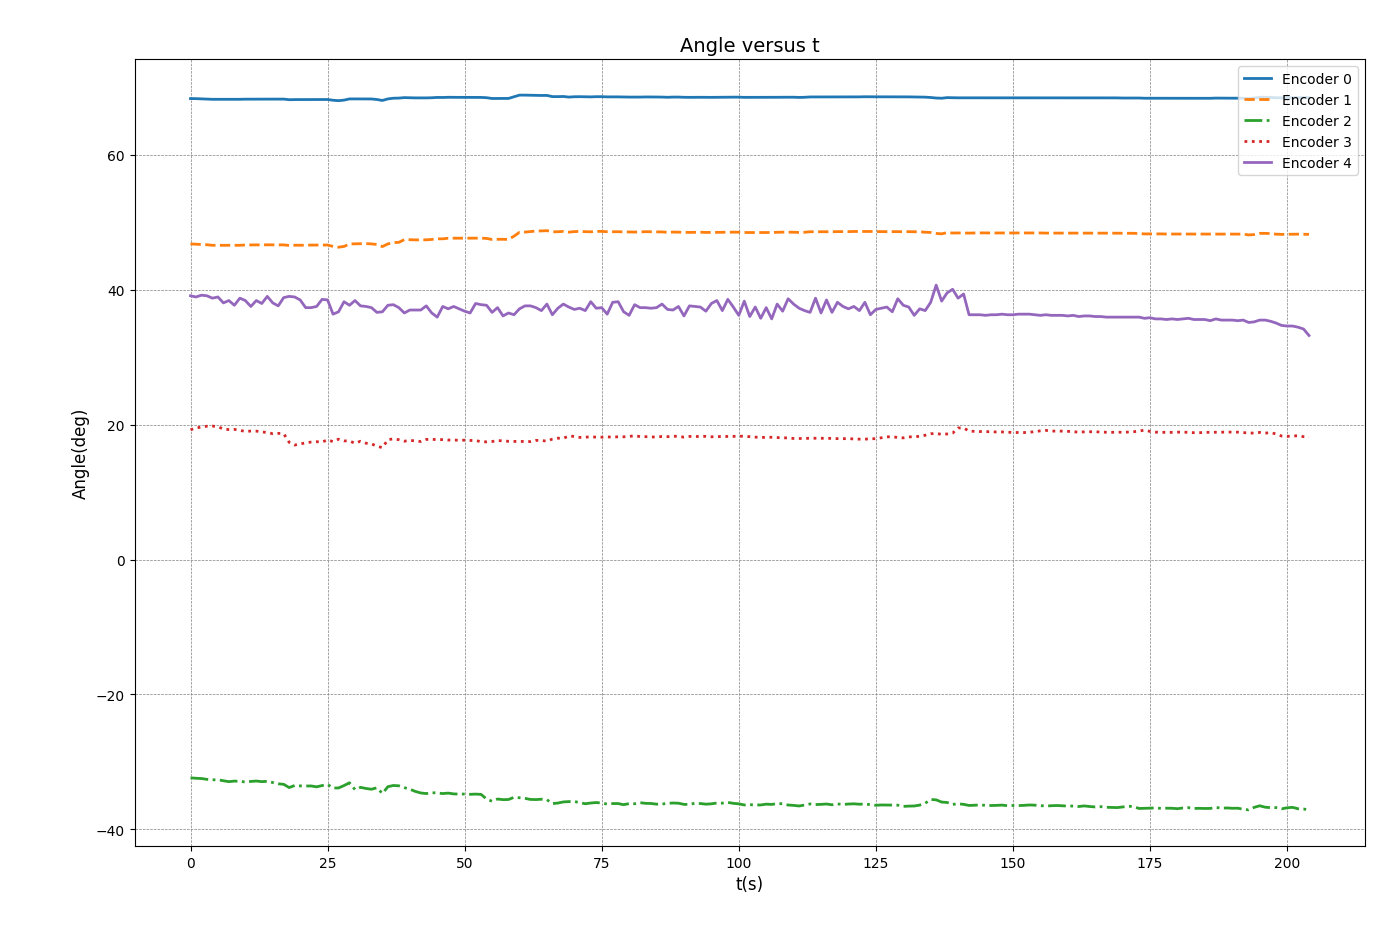 Angle versus t
Encoder 0
Encoder 1
Encoder 2
Encoder 3
Encoder 4
60
40
20
0
−20
−40
Angle(deg)
0 25 50 75 100 125 150 175 200
t(s)